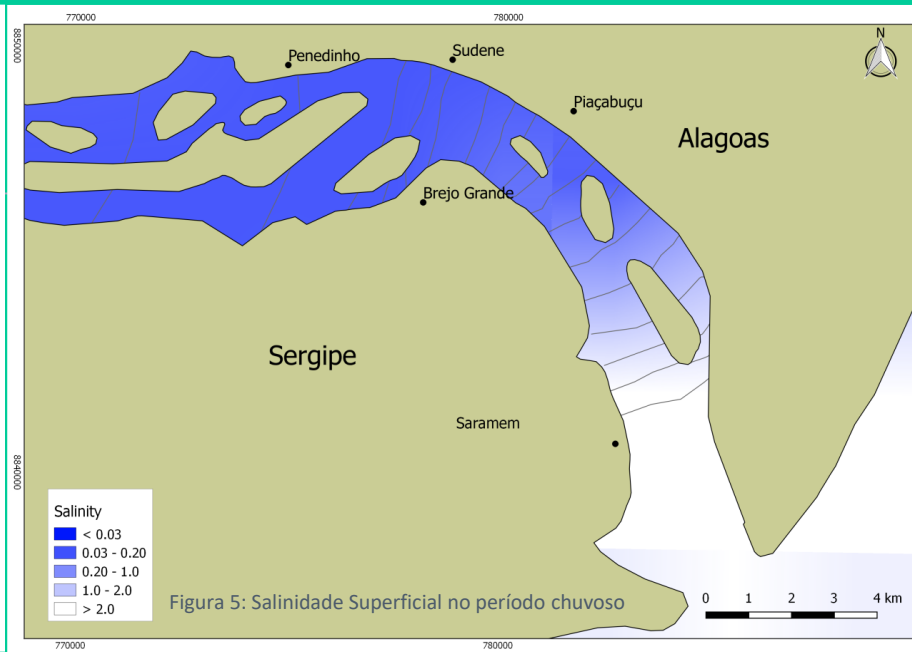 770000
780000
8850000
N
Penedinho
Sudene
Piaçabuçu
Alagoas
Brejo Grande
Sergipe
Saramem
8840000
Salinity
< 0.03
0.03 - 0.20
0.20 - 1.0
1.0 - 2.0
> 2.0
Figura 5: Salinidade Superficial no período chuvoso
0 1 2 3 4 km
770000
780000